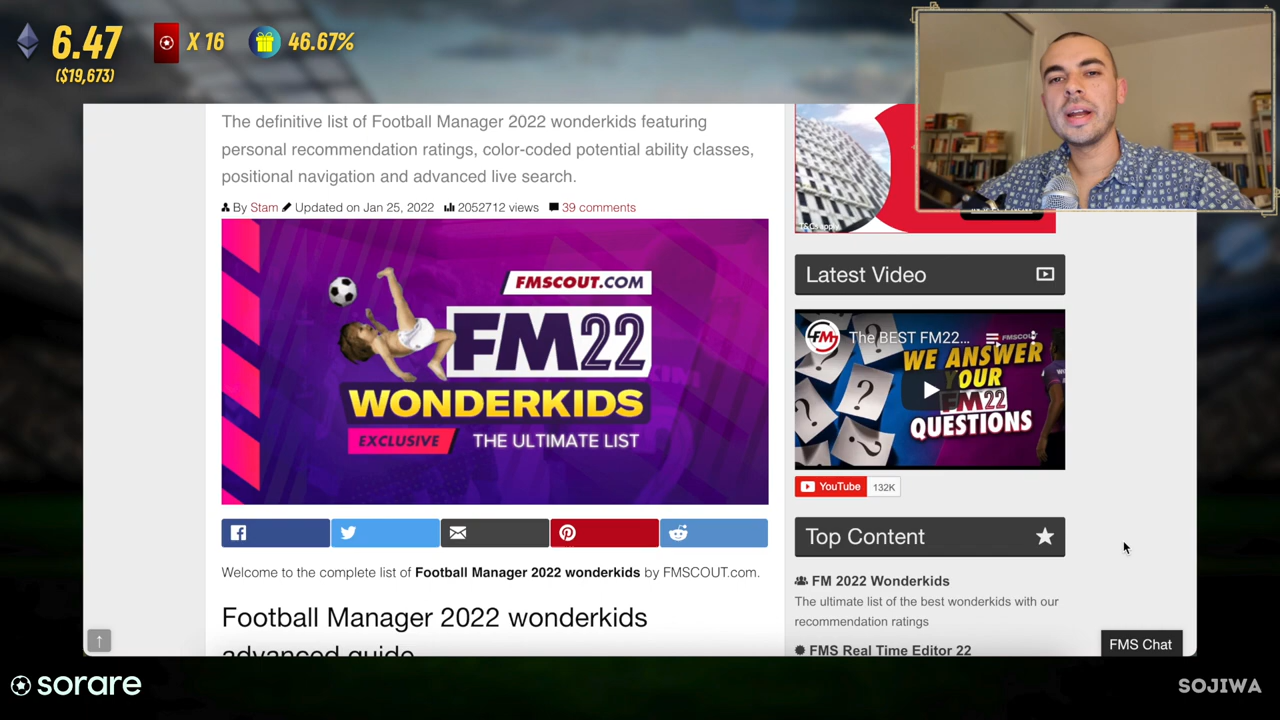 6.47
($19,673)
X 16
46.67%
The definitive list of Football Manager 2022 wonderkids featuring
personal recommendation ratings, color-coded potential ability classes,
positional navigation and advanced live search.
By Stam Updated on Jan 25, 2022 2052712 views 39 comments
FMSCOUT.COM
FM22
WONDERKIDS
EXCLUSIVE THE ULTIMATE LIST
Welcome to the complete list of Football Manager 2022 wonderkids by FMSCOUT.com.
Football Manager 2022 wonderkids
advanced guide
Latest Video
The BEST FM22...
FMSCOUT
WE ANSWER
YOUR
FM22
QUESTIONS
YouTube 132K
Top Content
FM 2022 Wonderkids
The ultimate list of the best wonderkids with our
recommendation ratings
FMS Real Time Editor 22
FMS Chat
sorare
SOJIWA